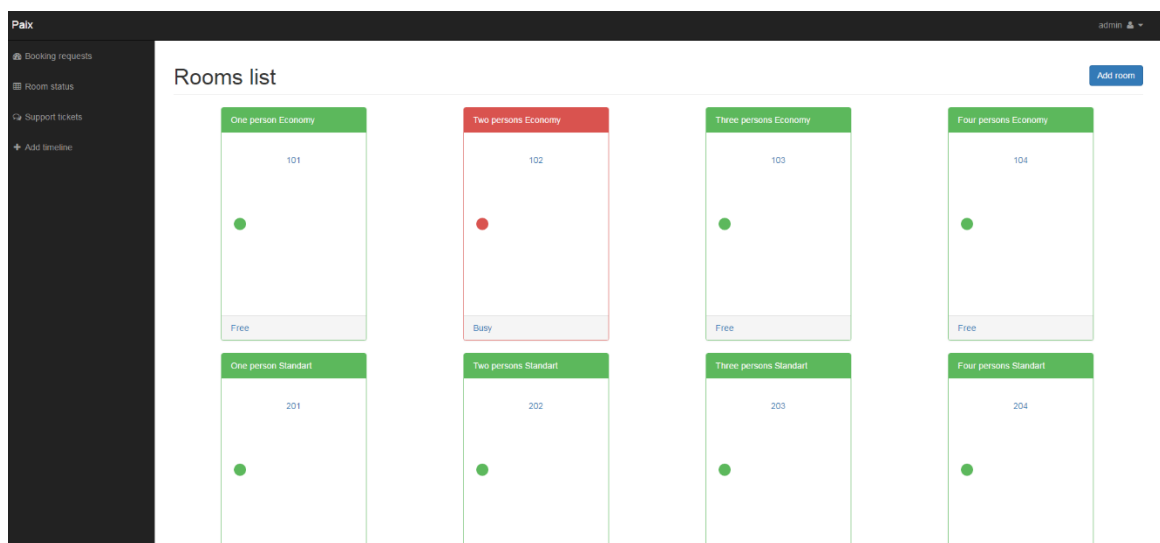 Paix
admin
Booking requests
Room status
Support tickets
Add timeline
Rooms list
Add room
One person Economy
Two persons Economy
Three persons Economy
Four persons Economy
101
102
103
104
Free
Busy
Free
Free
One person Standart
Two persons Standart
Three persons Standart
Four persons Standart
201
202
203
204